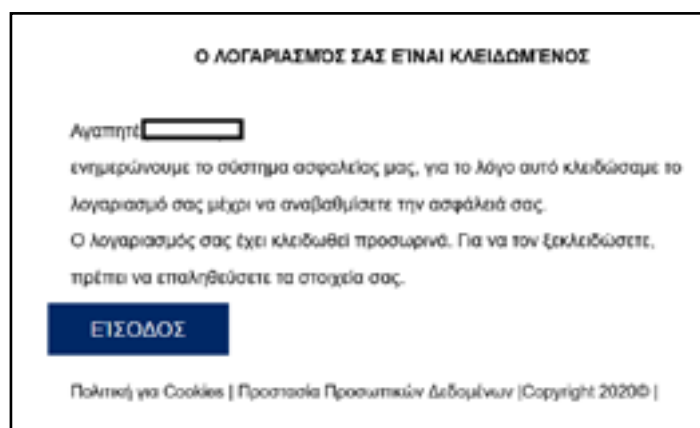 Ο ΛΟΓΑΡΙΑΣΜΌΣ ΣΑΣ ΕΊΝΑΙ ΚΛΕΙΔΩΜΈΝΟΣ
Αγαπητέ
ενημερώνουμε το σύστημα ασφαλείας μας, για το λόγο αυτό κλειδώσαμε το
λογαριασμό σας μέχρι να αναβαθμίσετε την ασφάλειά σας.
Ο λογαριασμός σας έχει κλειδωθεί προσωρινά. Για να τον ξεκλειδώσετε,
πρέπει να επαληθεύσετε τα στοιχεία σας.
ΕΊΣΟΔΟΣ
Πολιτική για Cookies | Προστασία Προσωπικών Δεδομένων |Copyright 2020© |